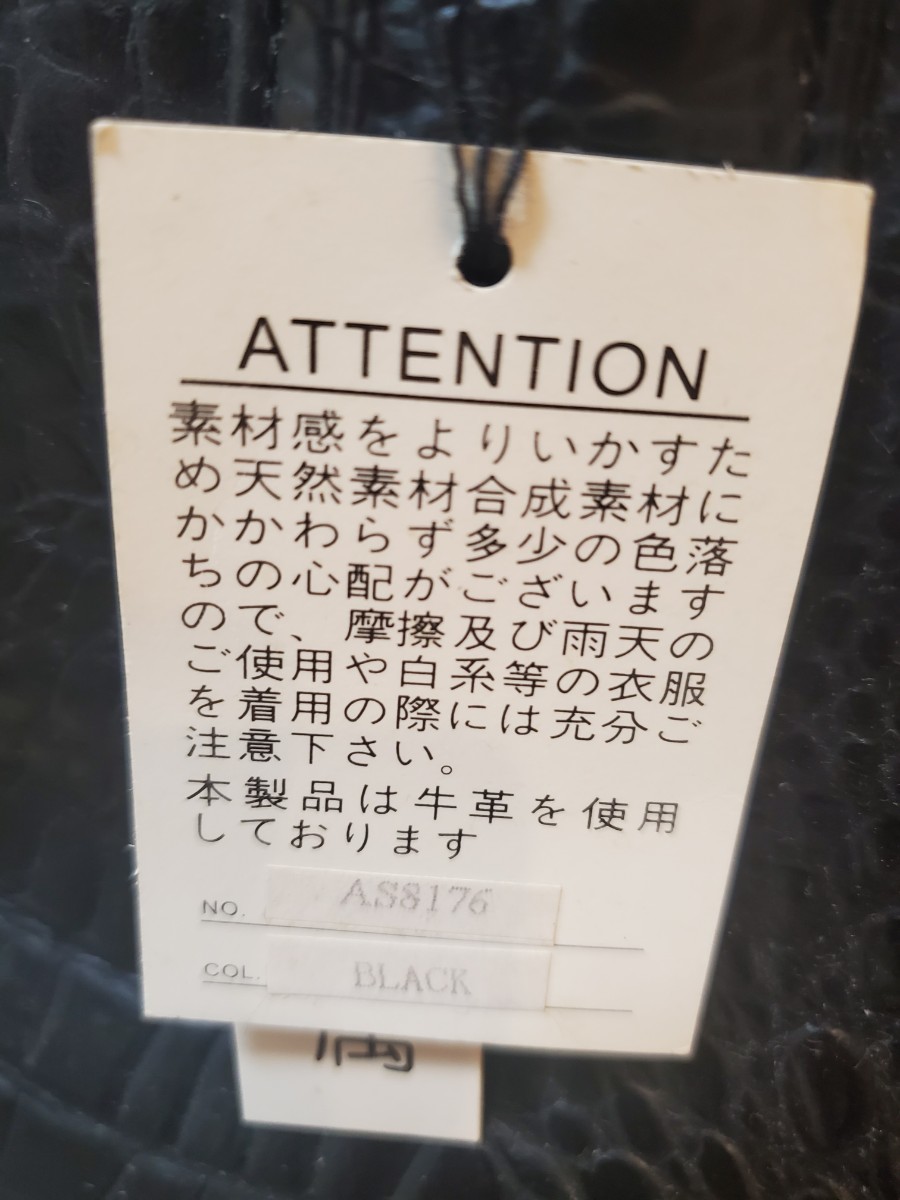 ATTENTION
素材感をよりいかすた
め天然素材合成素材に
かかわらず多少の色落
ちの心配がございます
ので、摩擦及び雨天の
ご使用や白系等の衣服
を着用の際には充分ご
注意下さい。
本製品は牛革を使用
しております
NO. AS8176
COL. BLACK